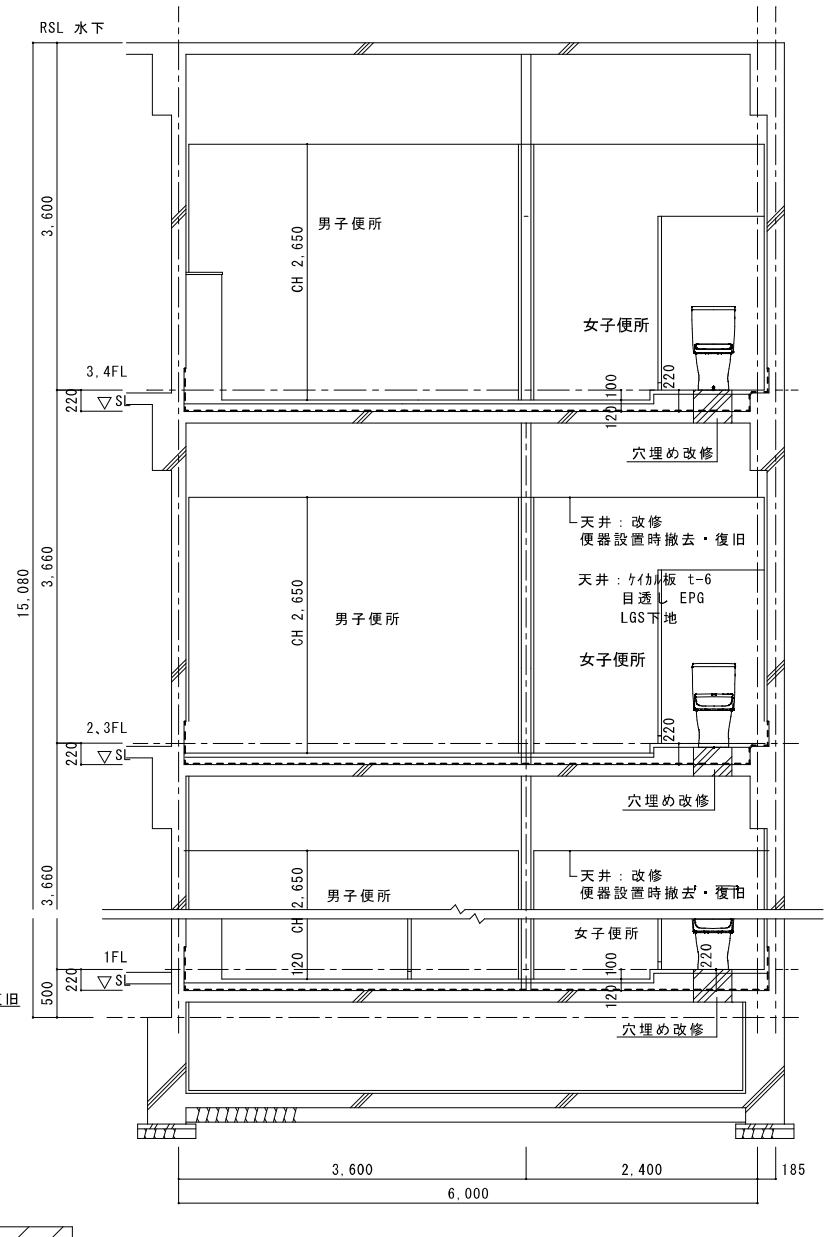 RSL 水下
3,600
CH 2,650
男子便所
女子便所
3,4FL
220
▽SL
100
120
220
穴埋め改修
天井：改修
便器設置時撤去・復旧
15,080
3,660
CH 2,650
男子便所
天井：ケイカル板 t-6
目透し EPG
LGS下地
女子便所
2、3FL
220
▽SL
220
穴埋め改修
3,660
CH 2,650
男子便所
天井：改修
便器設置時撤去・復旧
女子便所
1FL
220
▽SL
120
100
120
220
500
旧
穴埋め改修
3,600
2,400
185
6,000